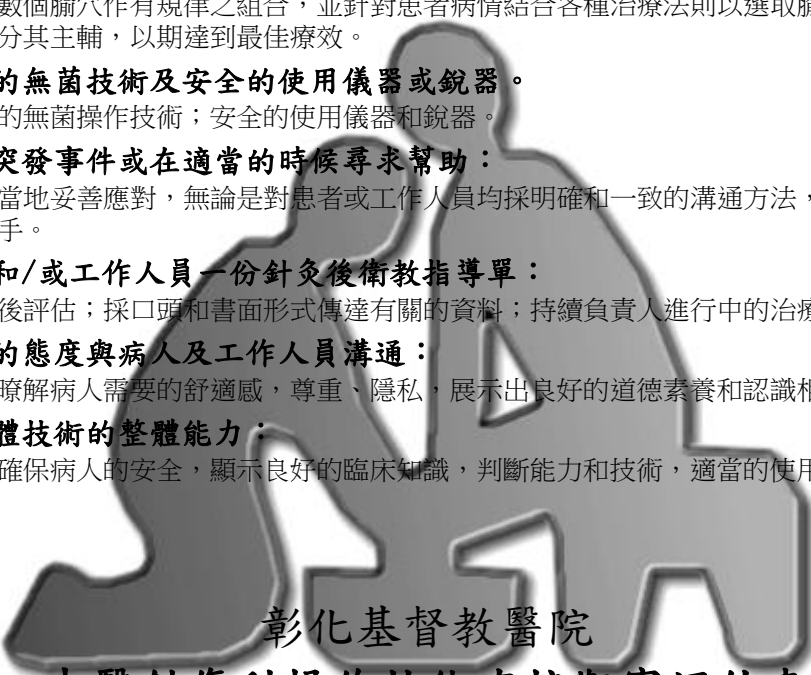 數個腧穴作有規律之組合，並針對患者病情結合各種治療法則以選取腧
分其主輔，以期達到最佳療效。
的無菌技術及安全的使用儀器或銳器。
的無菌操作技術；安全的使用儀器和銳器。
突發事件或在適當的時候尋求幫助：
當地妥善應對，無論是對患者或工作人員均採明確和一致的溝通方法，
手。
和/或工作人員一份針灸後衛教指導單：
後評估；採口頭和書面形式傳達有關的資料；持續負責人進行中的治療
的態度與病人及工作人員溝通：
瞭解病人需要的舒適感，尊重、隱私，展示出良好的道德素養和認識相
體技術的整體能力：
確保病人的安全，顯示良好的臨床知識，判斷能力和技術，適當的使用
彰化基督教醫院